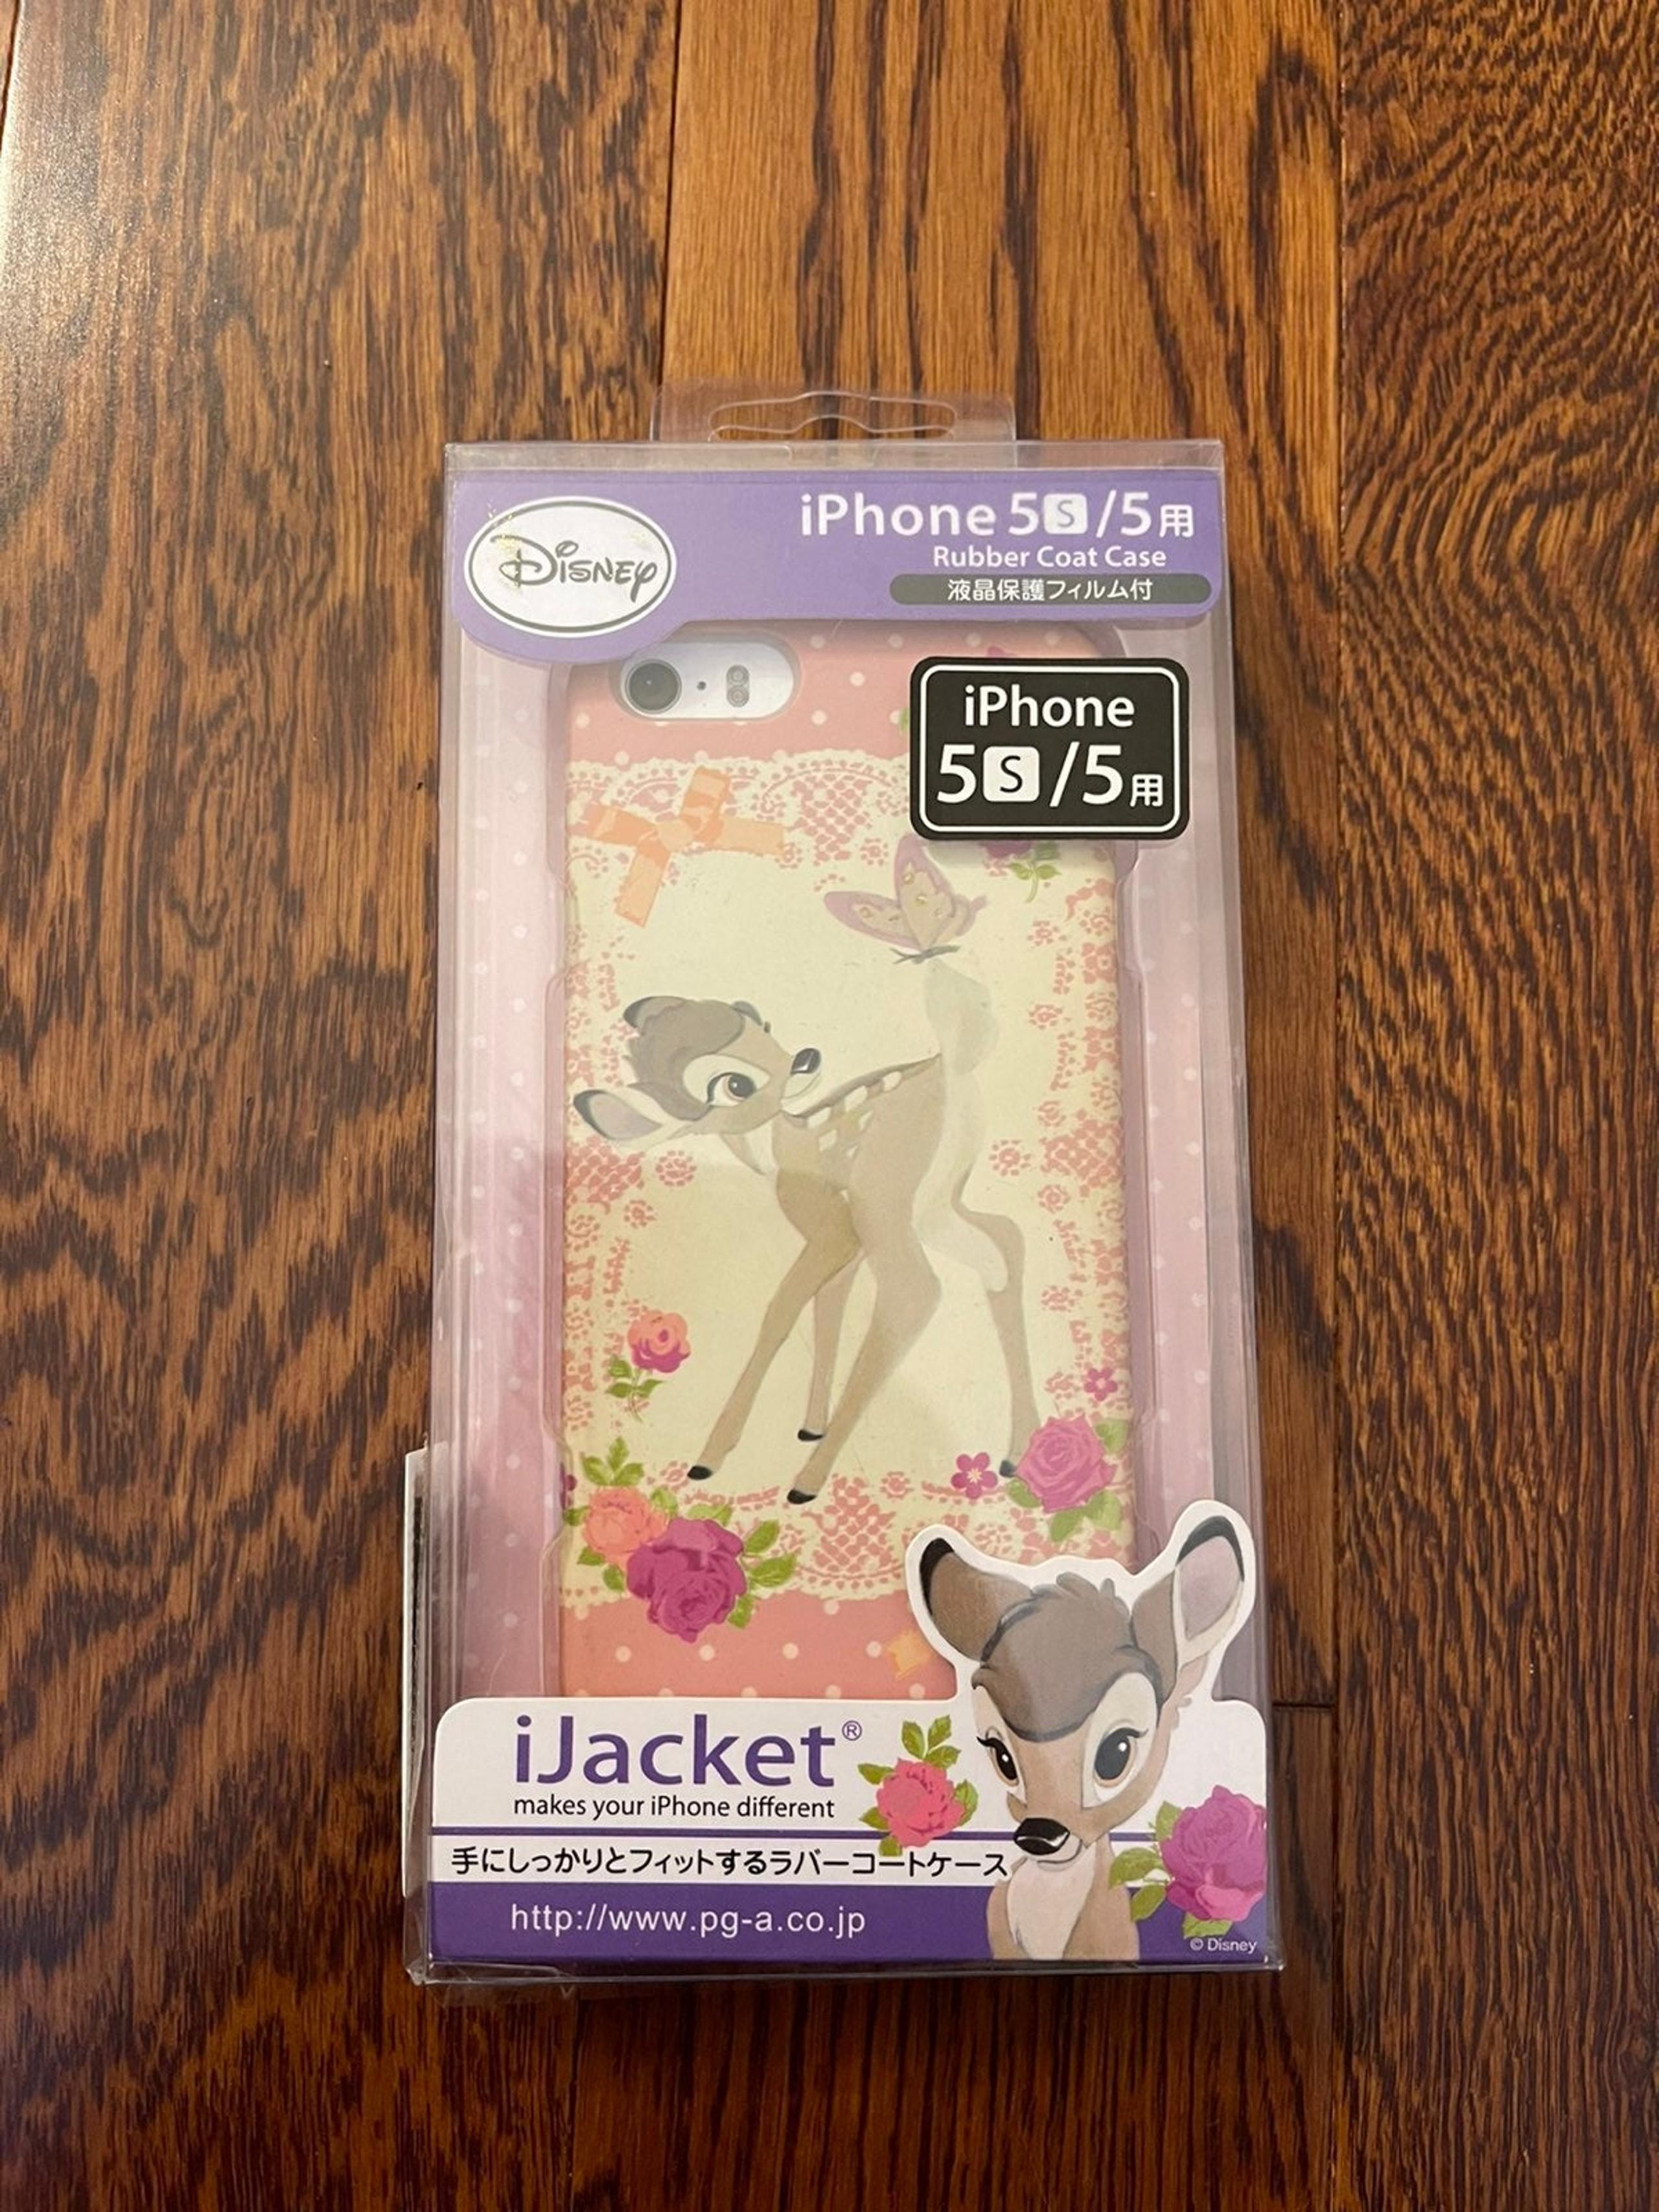 Disney
iPhone 5S/5用
Rubber Coat Case
液晶保護フィルム付
iPhone
5S/5用
iJacket®
makes your iPhone different
手にしっかりとフィットするラバーコートケース
http://www.pg-a.co.jp
© Disney